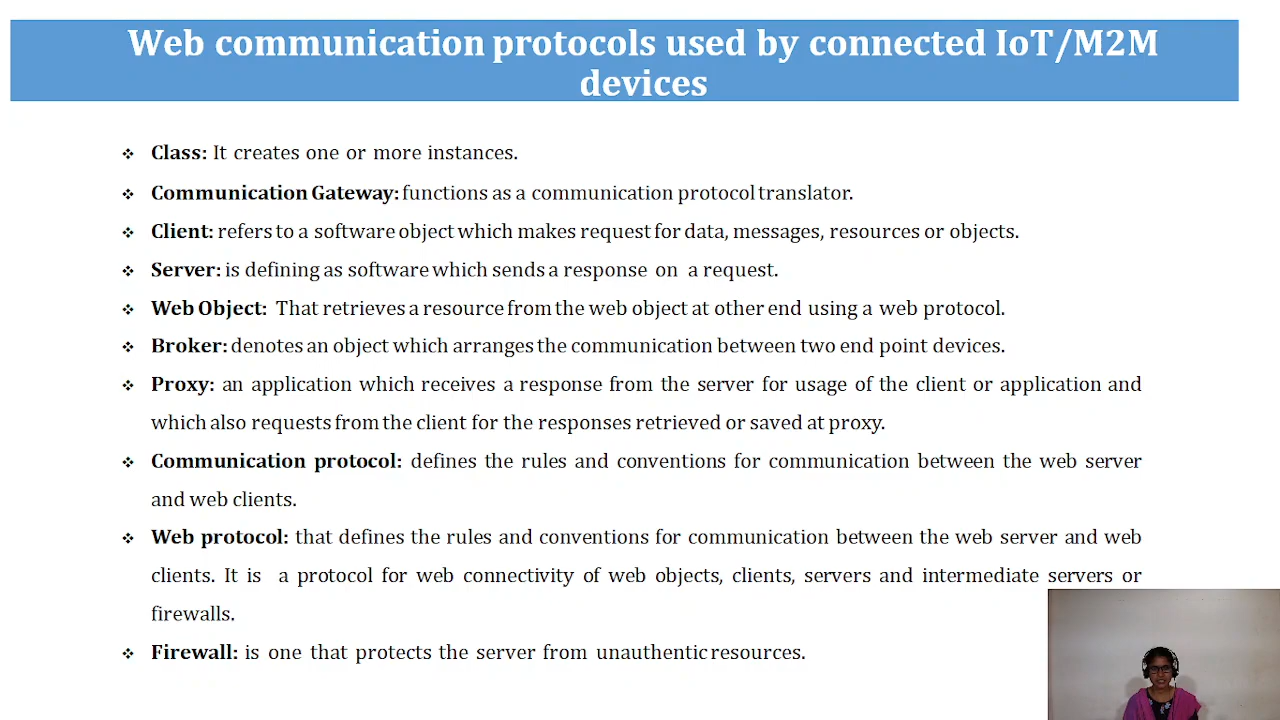 Web communication protocols used by connected IoT/M2M
devices
❖ Class: It creates one or more instances.
❖ Communication Gateway: functions as a communication protocol translator.
❖ Client: refers to a software object which makes request for data, messages, resources or objects.
❖ Server: is defining as software which sends a response on a request.
❖ Web Object: That retrieves a resource from the web object at other end using a web protocol.
❖ Broker: denotes an object which arranges the communication between two end point devices.
❖ Proxy: an application which receives a response from the server for usage of the client or application and
which also requests from the client for the responses retrieved or saved at proxy.
❖ Communication protocol: defines the rules and conventions for communication between the web server
and web clients.
❖ Web protocol: that defines the rules and conventions for communication between the web server and web
clients. It is a protocol for web connectivity of web objects, clients, servers and intermediate servers or
firewalls.
❖ Firewall: is one that protects the server from unauthentic resources.